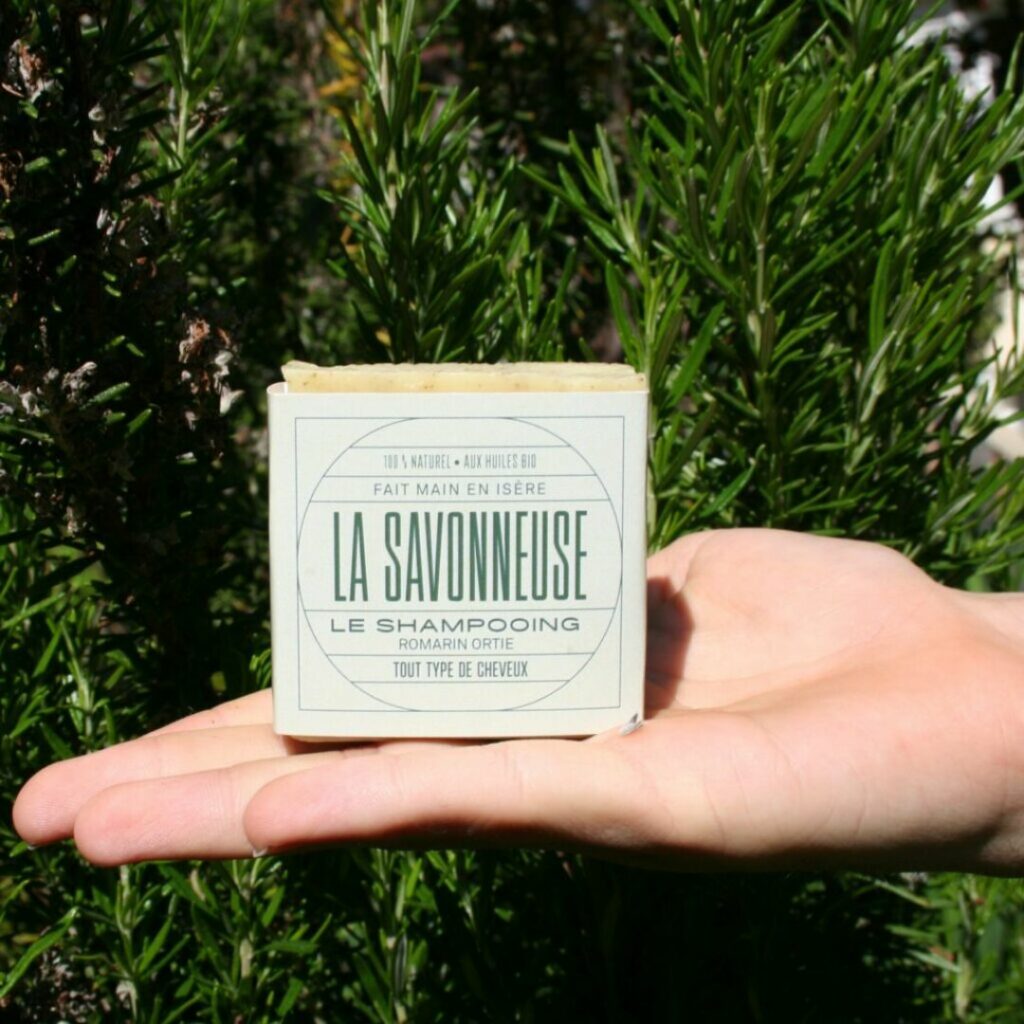 100 % NATUREL • AUX HUILES BIO
FAIT MAIN EN ISÈRE
LA SAVONNEUSE
LE SHAMPOOING
ROMARIN ORTIE
TOUT TYPE DE CHEVEUX